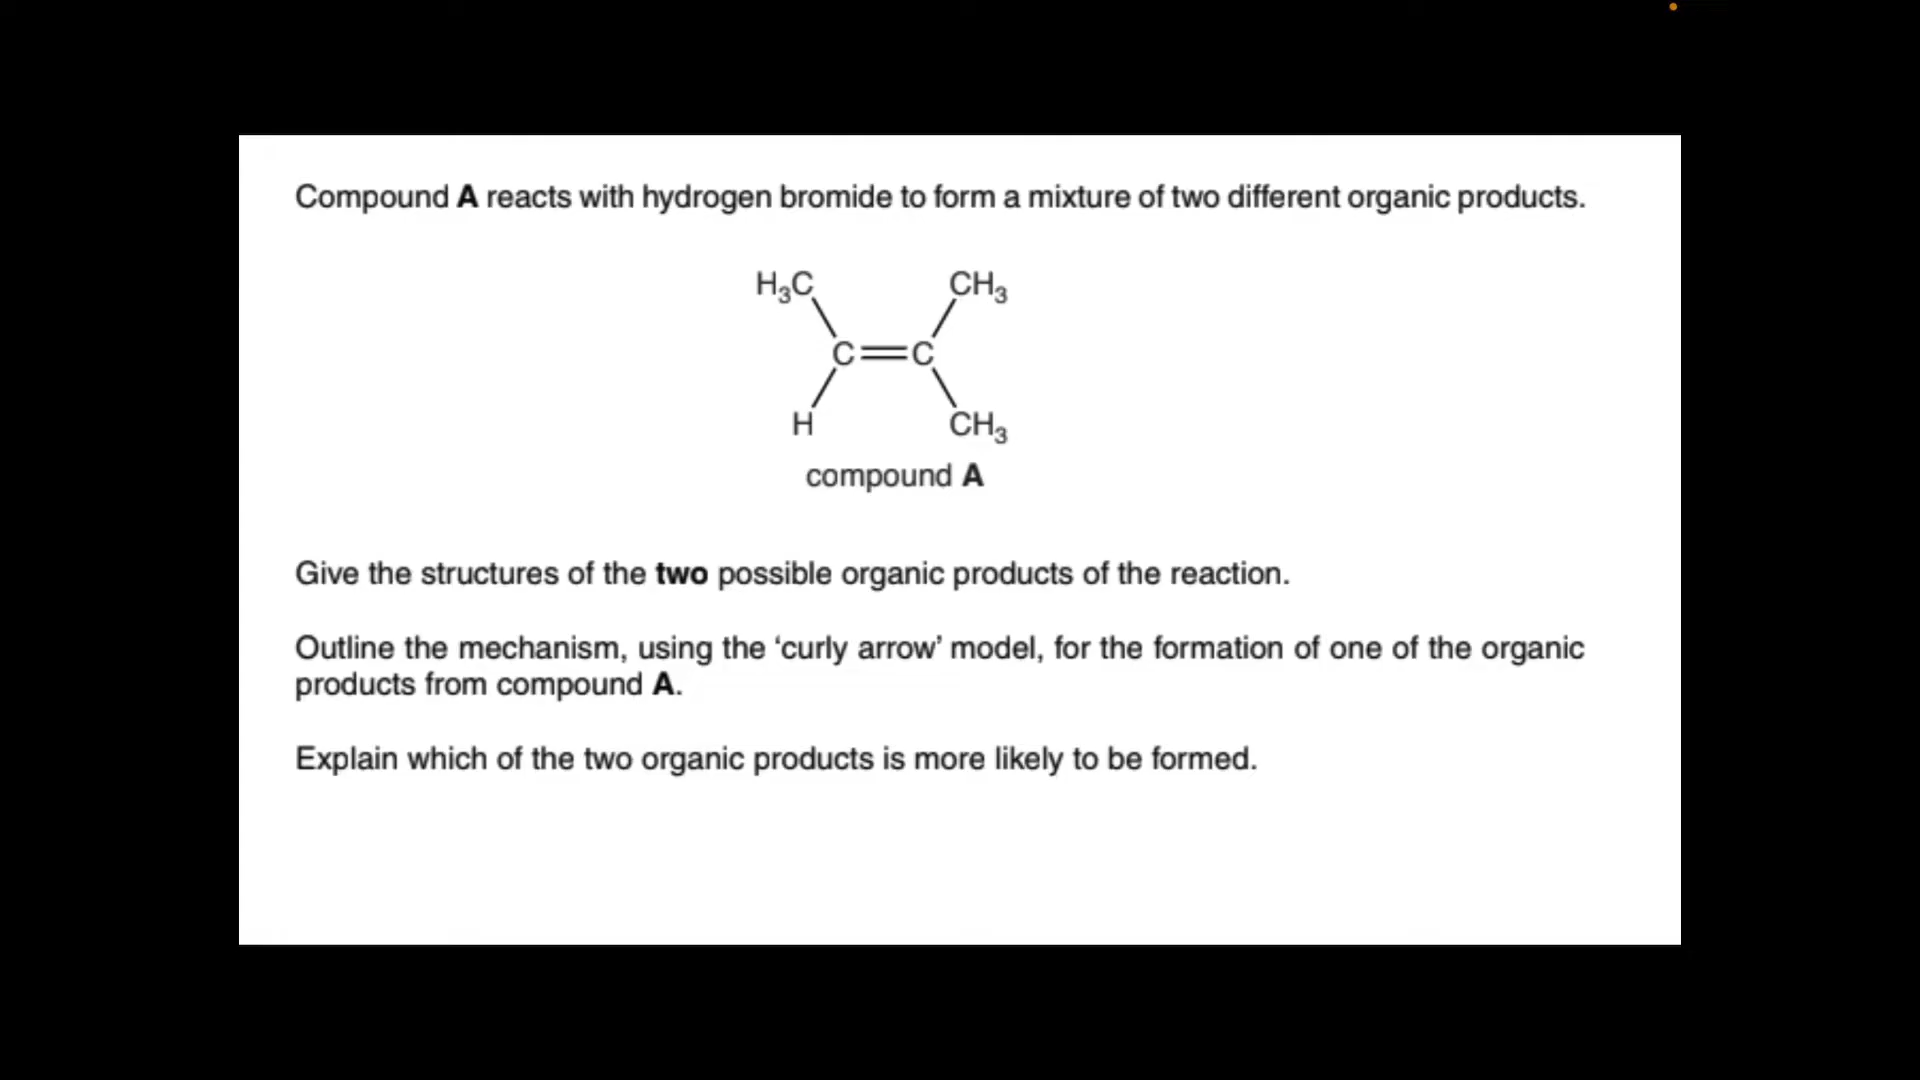 Compound A reacts with hydrogen bromide to form a mixture of two different organic products.
H₃C CH₃
C=C
H CH₃
compound A
Give the structures of the two possible organic products of the reaction.
Outline the mechanism, using the ‘curly arrow’ model, for the formation of one of the organic
products from compound A.
Explain which of the two organic products is more likely to be formed.